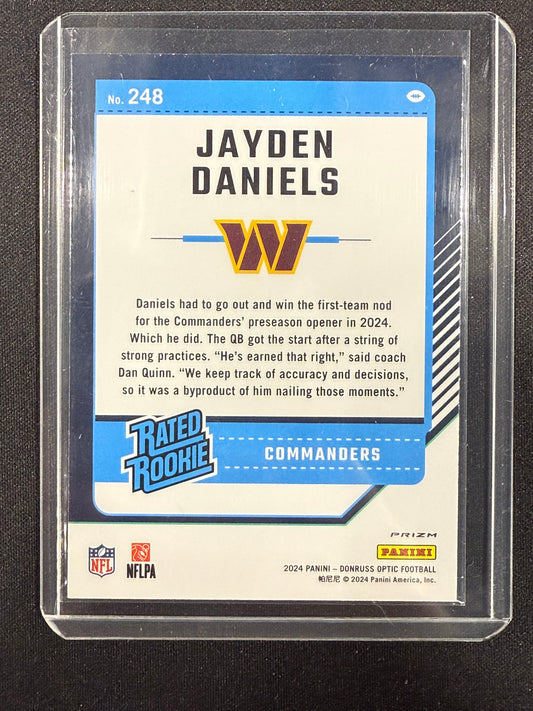 No. 248
JAYDEN
DANIELS
W
Daniels had to go out and win the first-team nod
for the Commanders' preseason opener in 2024.
Which he did. The QB got the start after a string of
strong practices. “He's earned that right,” said coach
Dan Quinn. “We keep track of accuracy and decisions,
so it was a byproduct of him nailing those moments.”
RATED
ROOKIE
COMMANDERS
PRIZM
PANINI
NFL
NFLPA
2024 PANINI – DONRUSS OPTIC FOOTBALL
帕尼尼 © 2024 Panini America, Inc.